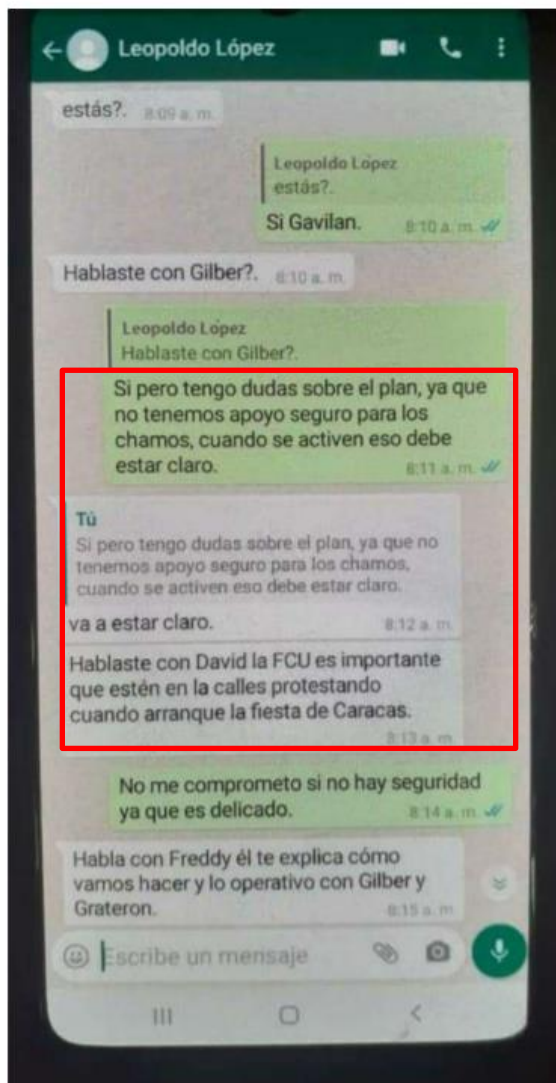 Leopoldo López
estás?. 8:09 a. m.
Leopoldo López
estás?.
Si Gavilan. 8:10 a. m.
Hablaste con Gilber?. 8:10 a. m.
Leopoldo López
Hablaste con Gilber?.
Si pero tengo dudas sobre el plan, ya que
no tenemos apoyo seguro para los
chamos, cuando se activen eso debe
estar claro. 8:11 a. m.
Tú
Si pero tengo dudas sobre el plan, ya que no
tenemos apoyo seguro para los chamos,
cuando se activen eso debe estar claro.
va a estar claro. 8:12 a. m.
Hablaste con David la FCU es importante
que estén en la calles protestando
cuando arranque la fiesta de Caracas.
8:13 a. m.
No me comprometo si no hay seguridad
ya que es delicado. 8:14 a. m.
Habla con Freddy él te explica cómo
vamos hacer y lo operativo con Gilber y
Grateron. 8:15 a. m.
Escribe un mensaje